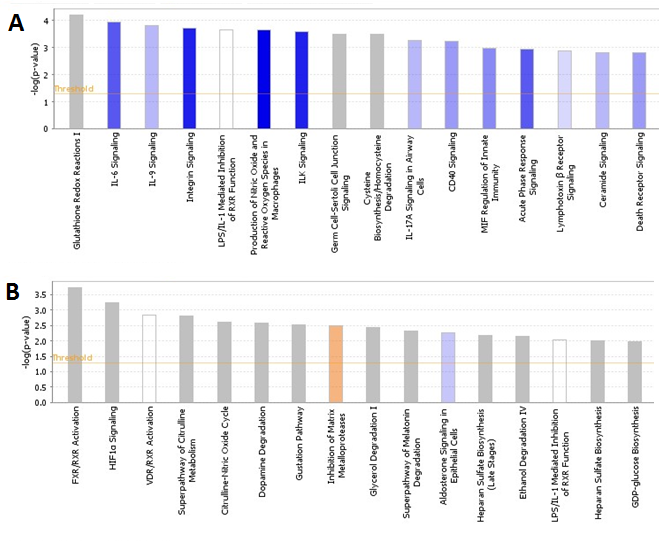 A
-log(p-value)
4
3
2
1
0
Threshold
Glutathione Redox Reactions I
IL-6 Signaling
IL-9 Signaling
Integrin Signaling
LPS/IL-1 Mediated Inhibition
of RXR Function
Production of Nitric Oxide and
Reactive Oxygen Species in
Macrophages
ILK Signaling
Germ Cell-Sertoli Cell Junction
Signaling
Cysteine
Biosynthesis/Homocysteine
Degradation
IL-17A Signaling in Airway
Cells
CD40 Signaling
MIF Regulation of Innate
Immunity
Acute Phase Response
Signaling
Lymphotoxin β Receptor
Signaling
Ceramide Signaling
Death Receptor Signaling
B
-log(p-value)
3.5
3.0
2.5
2.0
1.5
1.0
0.5
0.0
Threshold
FXR/RXR Activation
HIF1α Signaling
VDR/RXR Activation
Superpathway of Citrulline
Metabolism
Citrulline-Nitric Oxide Cycle
Dopamine Degradation
Gustation Pathway
Inhibition of Matrix
Metalloproteases
Glycerol Degradation I
Superpathway of Melatonin
Degradation
Aldosterone Signaling in
Epithelial Cells
Heparan Sulfate Biosynthesis
(Late Stages)
Ethanol Degradation IV
LPS/IL-1 Mediated Inhibition
of RXR Function
Heparan Sulfate Biosynthesis
GDP-glucose Biosynthesis